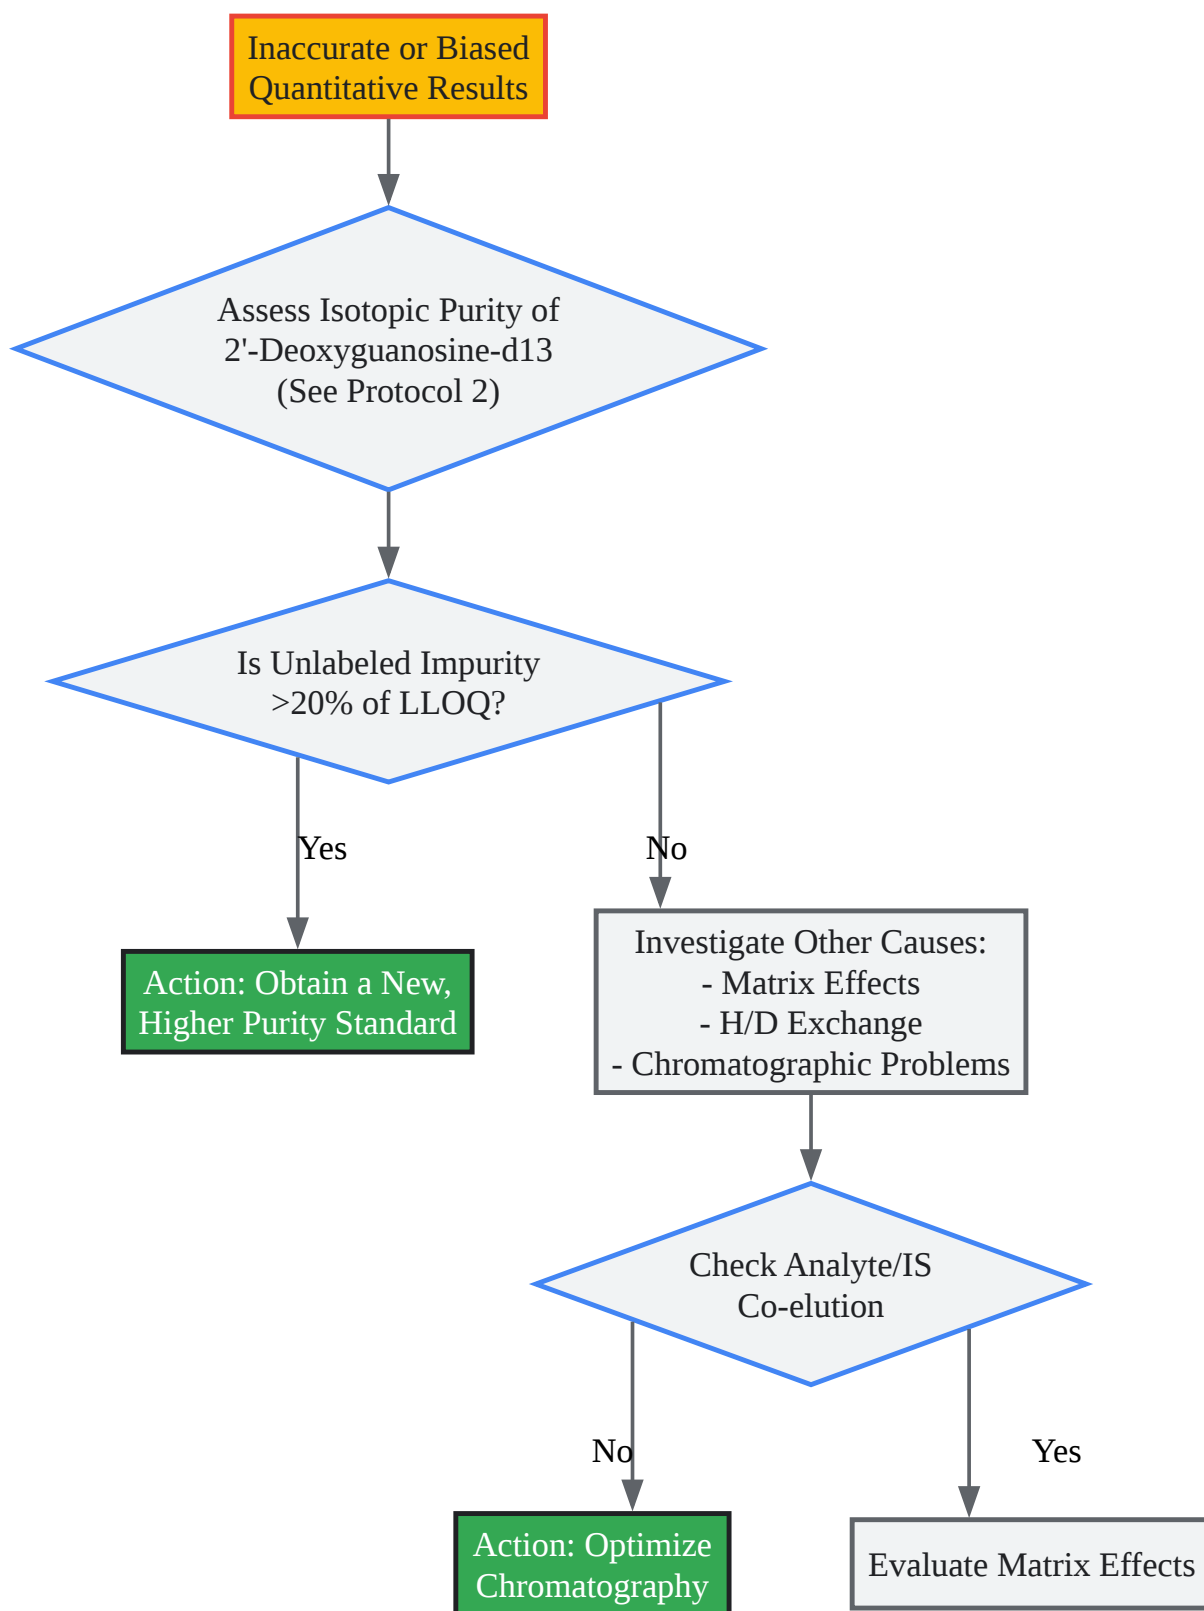 Inaccurate or Biased
Quantitative Results
Assess Isotopic Purity of
2'-Deoxyguanosine-d13
(See Protocol 2)
Is Unlabeled Impurity
>20% of LLOQ?
Yes
No
Action: Obtain a New,
Higher Purity Standard
Investigate Other Causes:
- Matrix Effects
- H/D Exchange
- Chromatographic Problems
Check Analyte/IS
Co-elution
No
Yes
Action: Optimize
Chromatography
Evaluate Matrix Effects